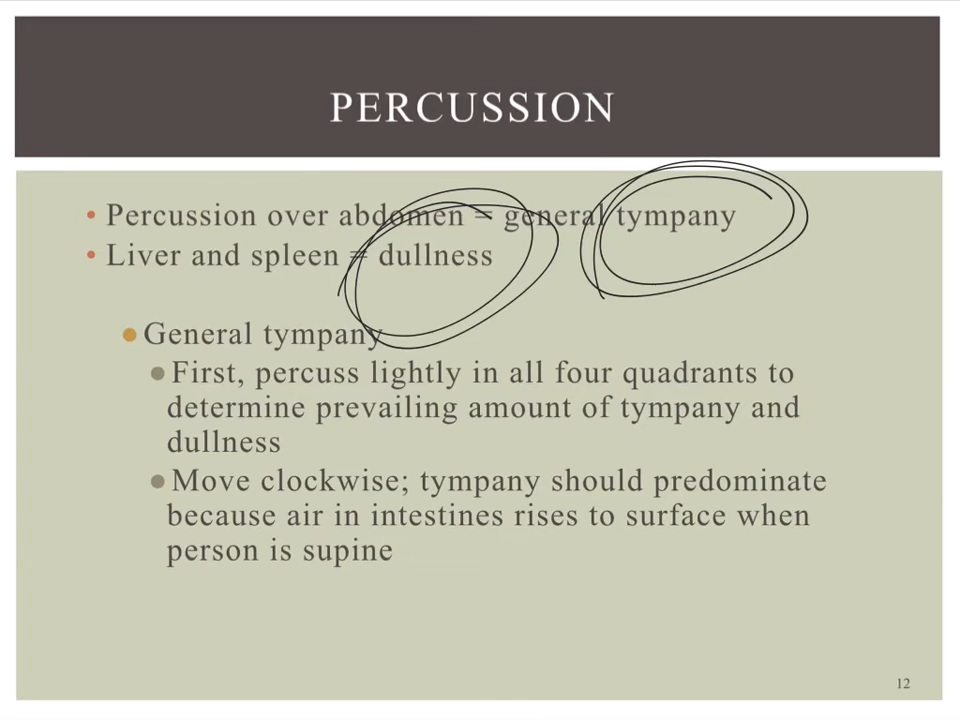 PERCUSSION
• Percussion over abdomen = general tympany
• Liver and spleen = dullness
● General tympany
● First, percuss lightly in all four quadrants to
determine prevailing amount of tympany and
dullness
● Move clockwise; tympany should predominate
because air in intestines rises to surface when
person is supine
12